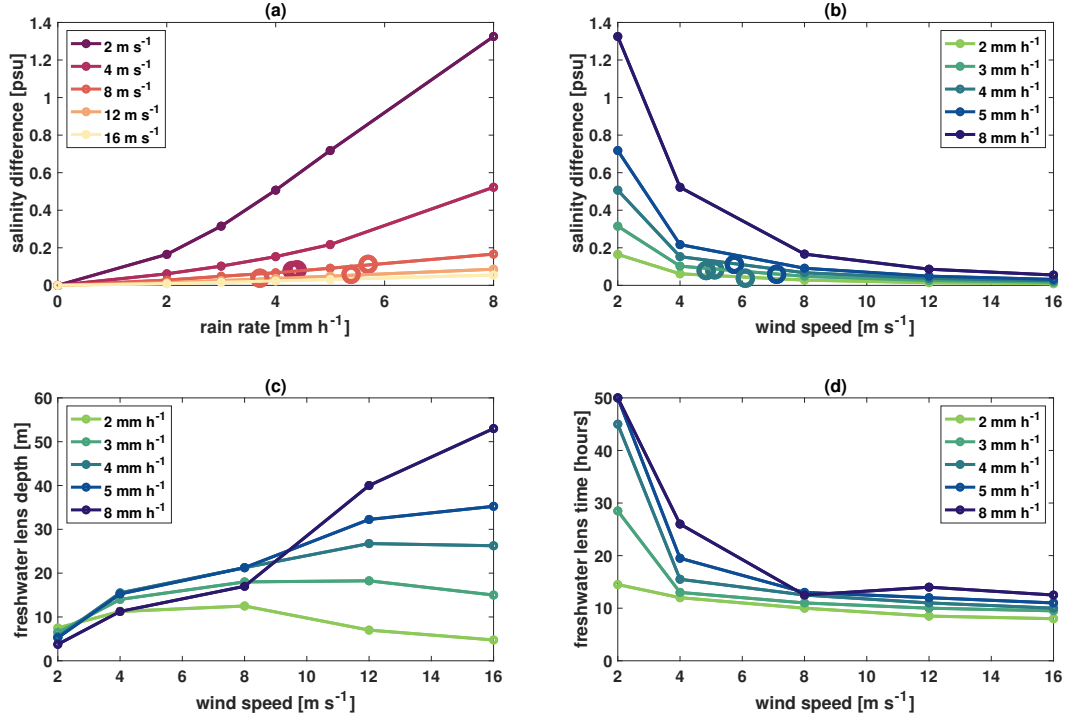 (a)
1.4
1.2
1
0.8
0.6
0.4
0.2
0
salinity difference [psu]
2 m s⁻¹
4 m s⁻¹
8 m s⁻¹
12 m s⁻¹
16 m s⁻¹
0 2 4 6 8
rain rate [mm h⁻¹]
(b)
1.4
1.2
1
0.8
0.6
0.4
0.2
0
salinity difference [psu]
2 mm h⁻¹
3 mm h⁻¹
4 mm h⁻¹
5 mm h⁻¹
8 mm h⁻¹
2 4 6 8 10 12 14 16
wind speed [m s⁻¹]
(c)
60
50
40
30
20
10
0
freshwater lens depth [m]
2 mm h⁻¹
3 mm h⁻¹
4 mm h⁻¹
5 mm h⁻¹
8 mm h⁻¹
2 4 6 8 10 12 14 16
wind speed [m s⁻¹]
(d)
50
40
30
20
10
0
freshwater lens time [hours]
2 mm h⁻¹
3 mm h⁻¹
4 mm h⁻¹
5 mm h⁻¹
8 mm h⁻¹
2 4 6 8 10 12 14 16
wind speed [m s⁻¹]